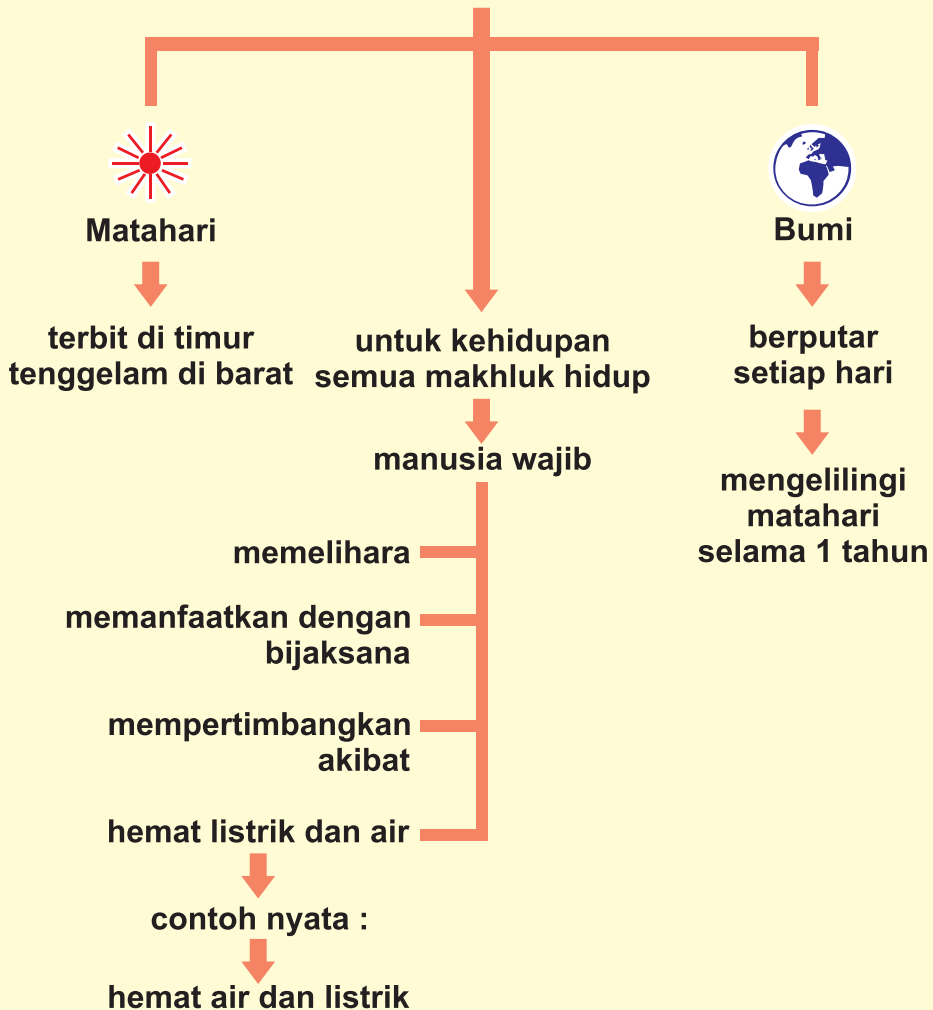 Matahari
terbit di timur
tenggelam di barat
untuk kehidupan
semua makhluk hidup
manusia wajib
memelihara
memanfaatkan dengan
bijaksana
mempertimbangkan
akibat
hemat listrik dan air
contoh nyata :
hemat air dan listrik
Bumi
berputar
setiap hari
mengelilingi
matahari
selama 1 tahun